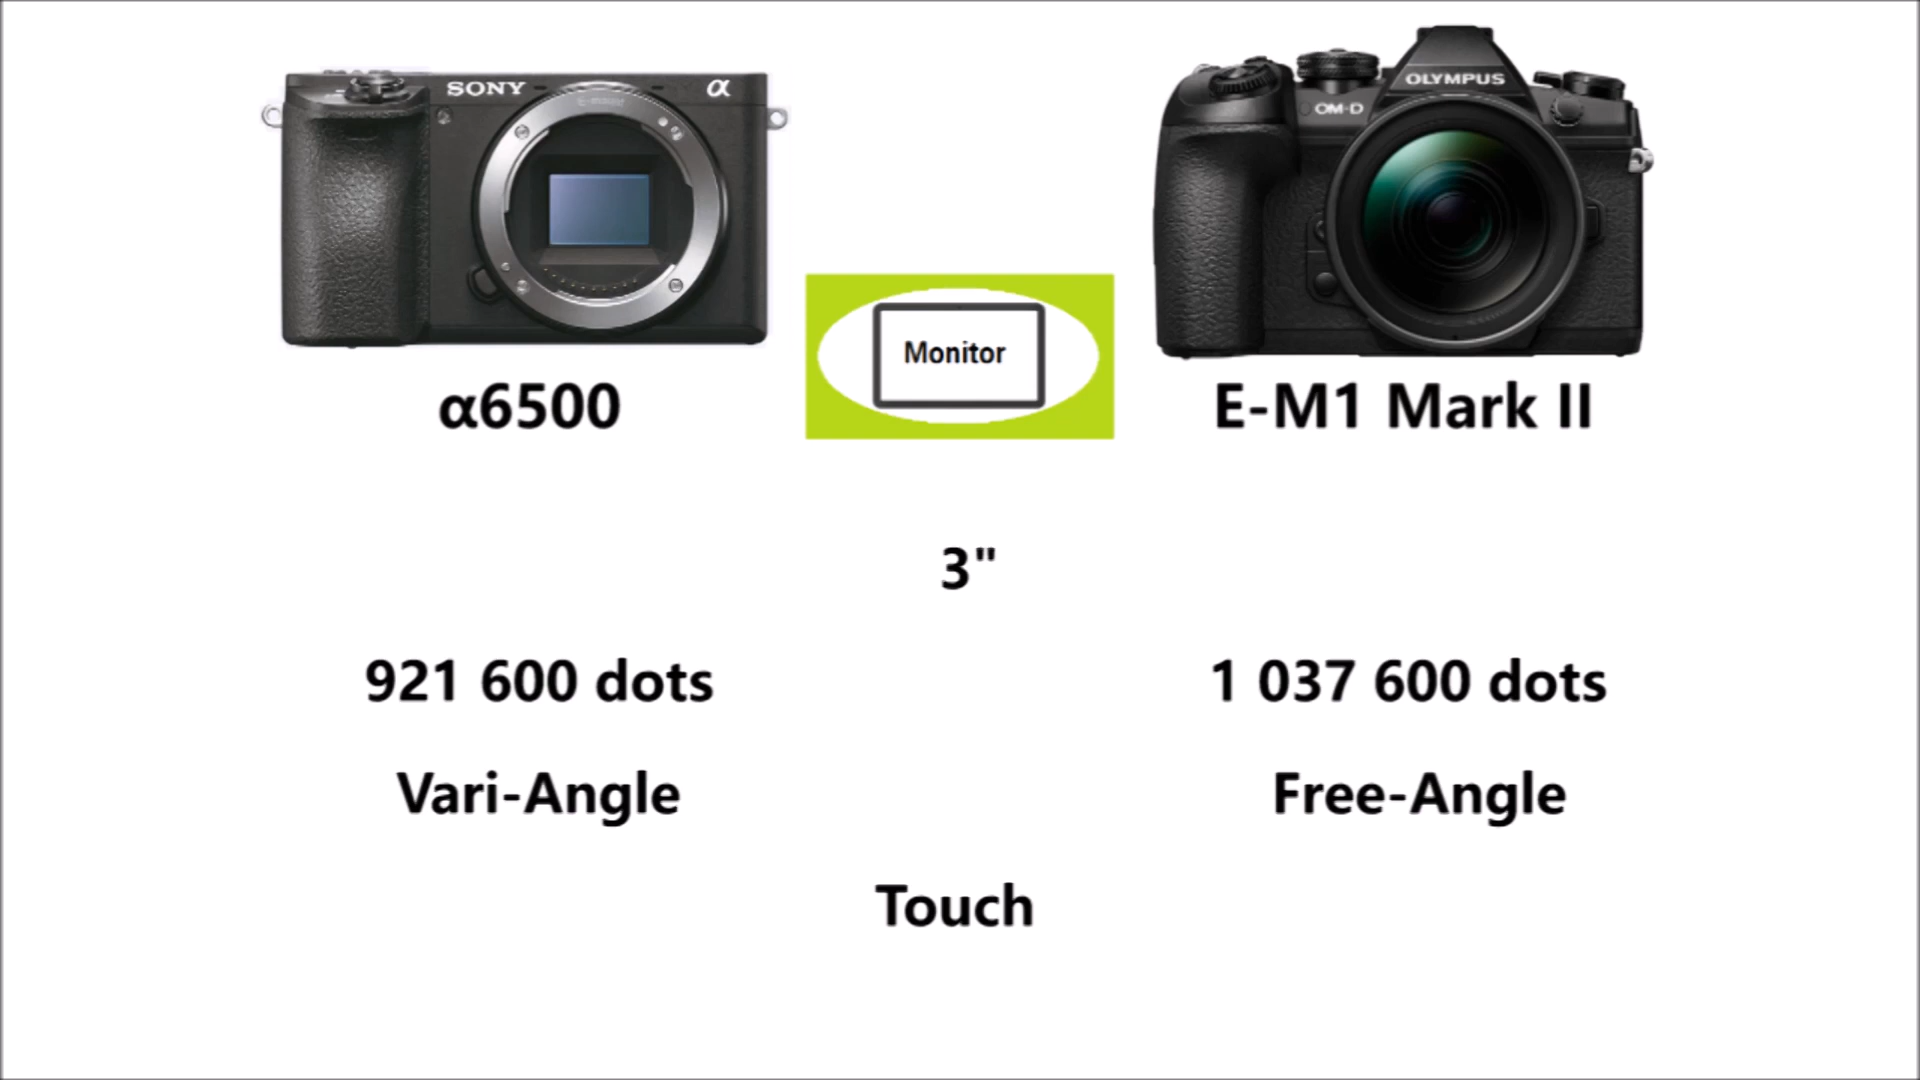 SONY α
OLYMPUS
OM-D
Monitor
α6500
E-M1 Mark II
3"
921 600 dots
1 037 600 dots
Vari-Angle
Free-Angle
Touch